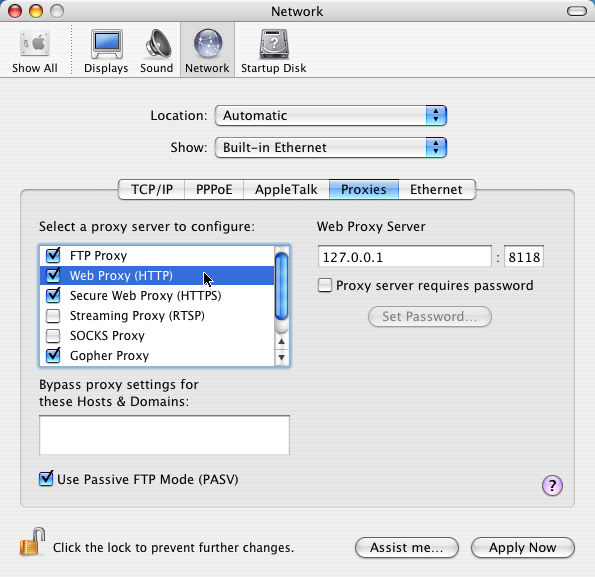 Network
Show All
Displays
Sound
Network
Startup Disk
Location: Automatic
Show: Built-in Ethernet
TCP/IP PPPoE AppleTalk Proxies Ethernet
Select a proxy server to configure:
FTP Proxy
Web Proxy (HTTP)
Secure Web Proxy (HTTPS)
Streaming Proxy (RTSP)
SOCKS Proxy
Gopher Proxy
Web Proxy Server
127.0.0.1 : 8118
Proxy server requires password
Set Password...
Bypass proxy settings for
these Hosts & Domains:
Use Passive FTP Mode (PASV)
?
Click the lock to prevent further changes.
Assist me...
Apply Now